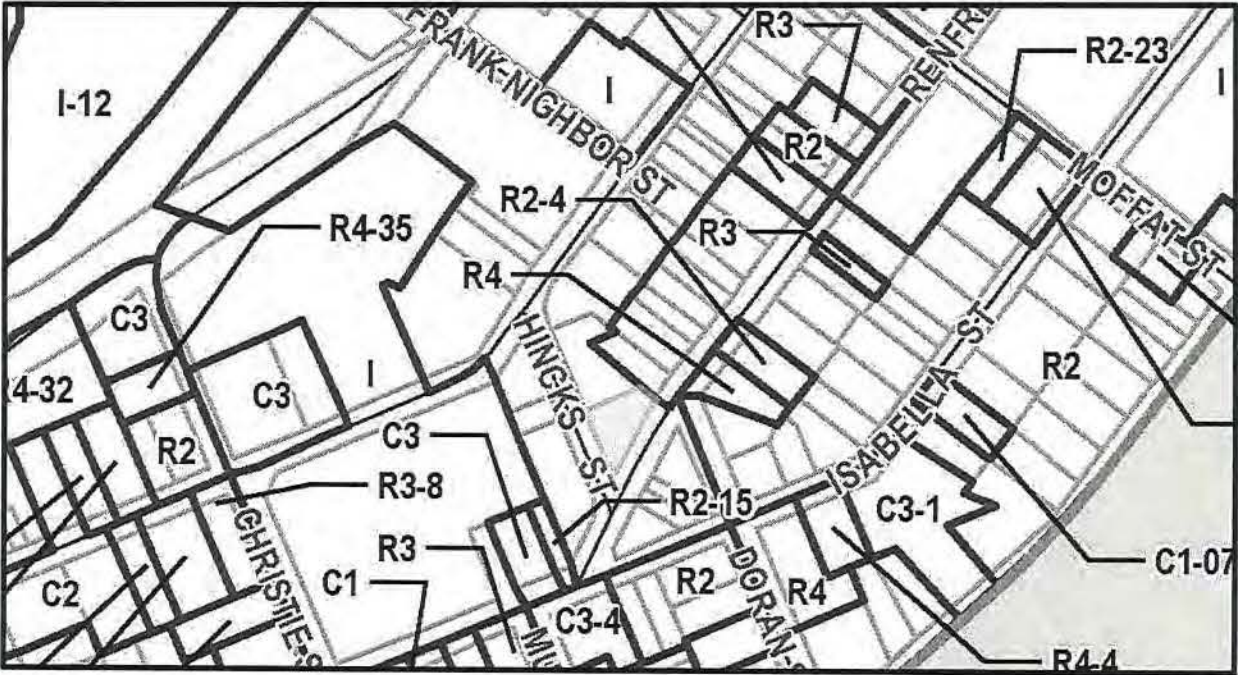 FRANK-NIGHBOR ST
R3
RENFRE
R2-23
I-12
I
I
R2
MOFFAT ST
R2-4
R4-35
R3
R4
C3
HINCKS ST
R2
R4-32
C3
I
ISABELLA ST
C3
R2
R3-8
R2-15
C3-1
R3
CHRISTIE-S
C1
C1-07
C2
R2
DORAN-S
R4
C3-4
MU
R4-4